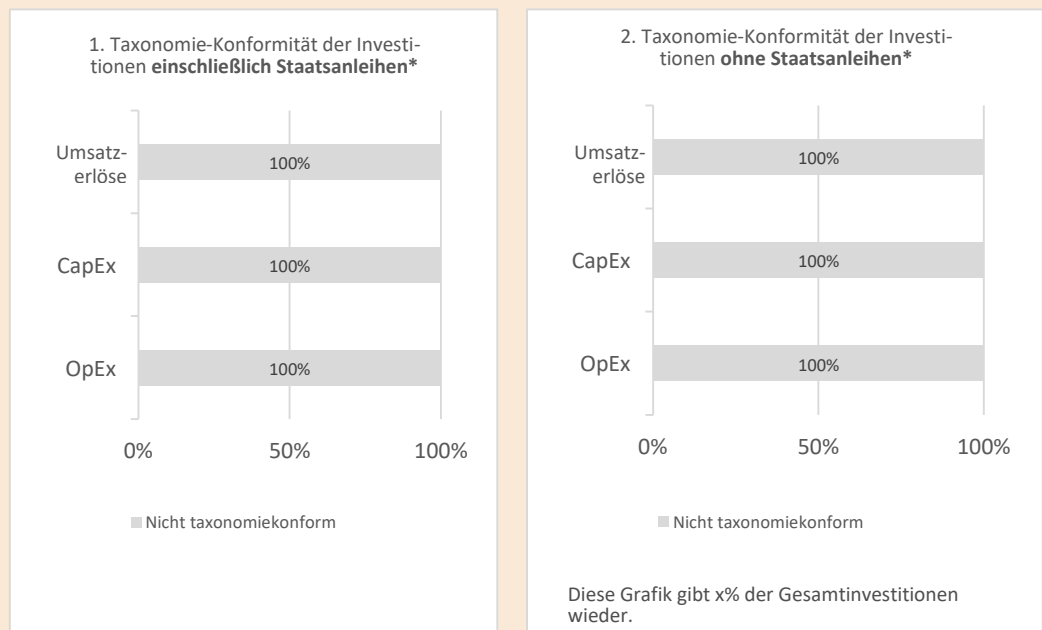 1. Taxonomie-Konformität der Investi-
tionen einschließlich Staatsanleihen*
Umsatz-
erlöse
100%
CapEx
100%
OpEx
100%
0%
50%
100%
Nicht taxonomiekonform
2. Taxonomie-Konformität der Investi-
tionen ohne Staatsanleihen*
Umsatz-
erlöse
100%
CapEx
100%
OpEx
100%
0%
50%
100%
Nicht taxonomiekonform
Diese Grafik gibt x% der Gesamtinvestitionen
wieder.